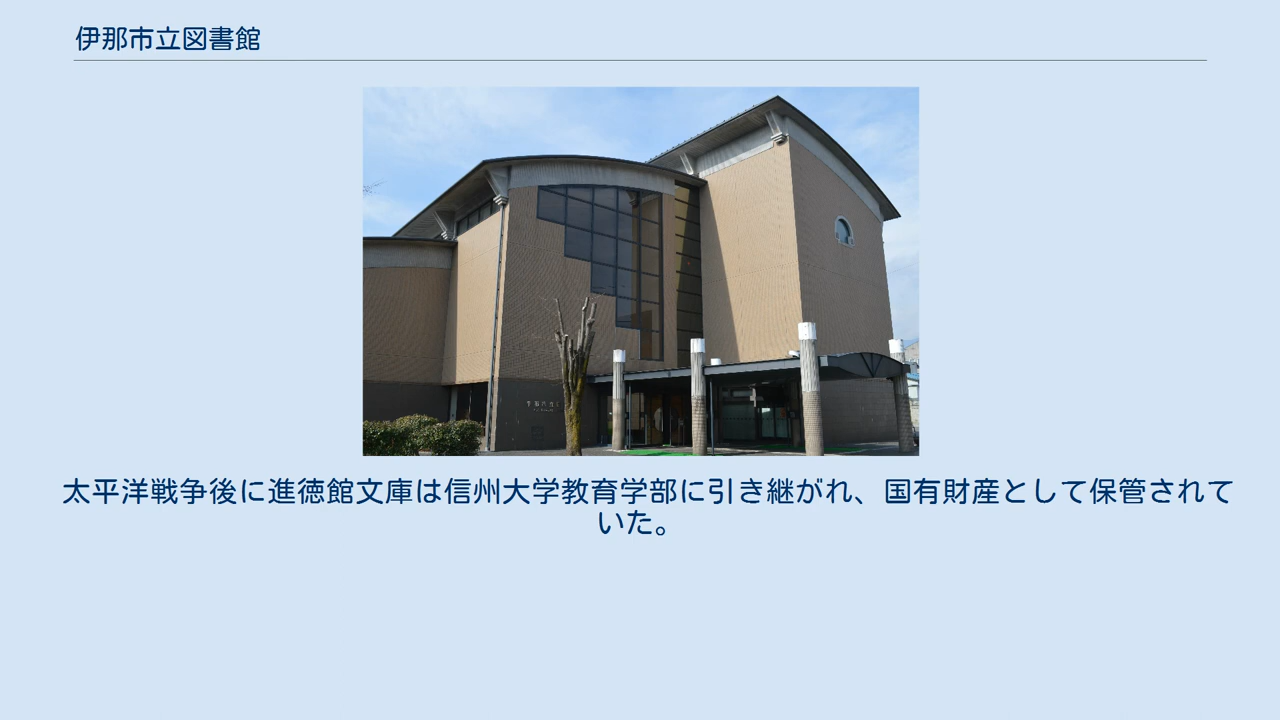 伊那市立図書館
太平洋戦争後に進徳館文庫は信州大学教育学部に引き継がれ、国有財産として保管されて
いた。